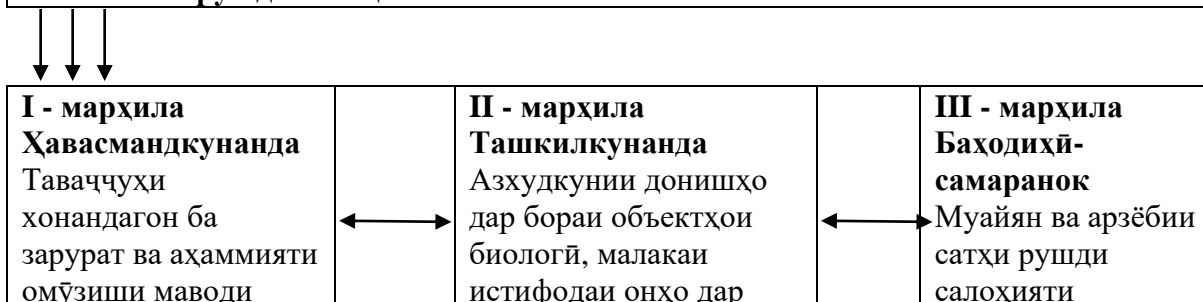 I - марҳила
Ҳавасмандкунанда
Таваҷҷуҳи
хонандагон ба
зарурат ва аҳаммияти
омӯзиши маводи
II - марҳила
Ташкилкунанда
Азхудкунии донишҳо
дар бораи объектҳои
биологӣ, малакаи
истифодаи онҳо дар
III - марҳила
Баҳодиҳӣ-
самаранок
Муайян ва арзёбии
сатҳи рушди
салоҳияти